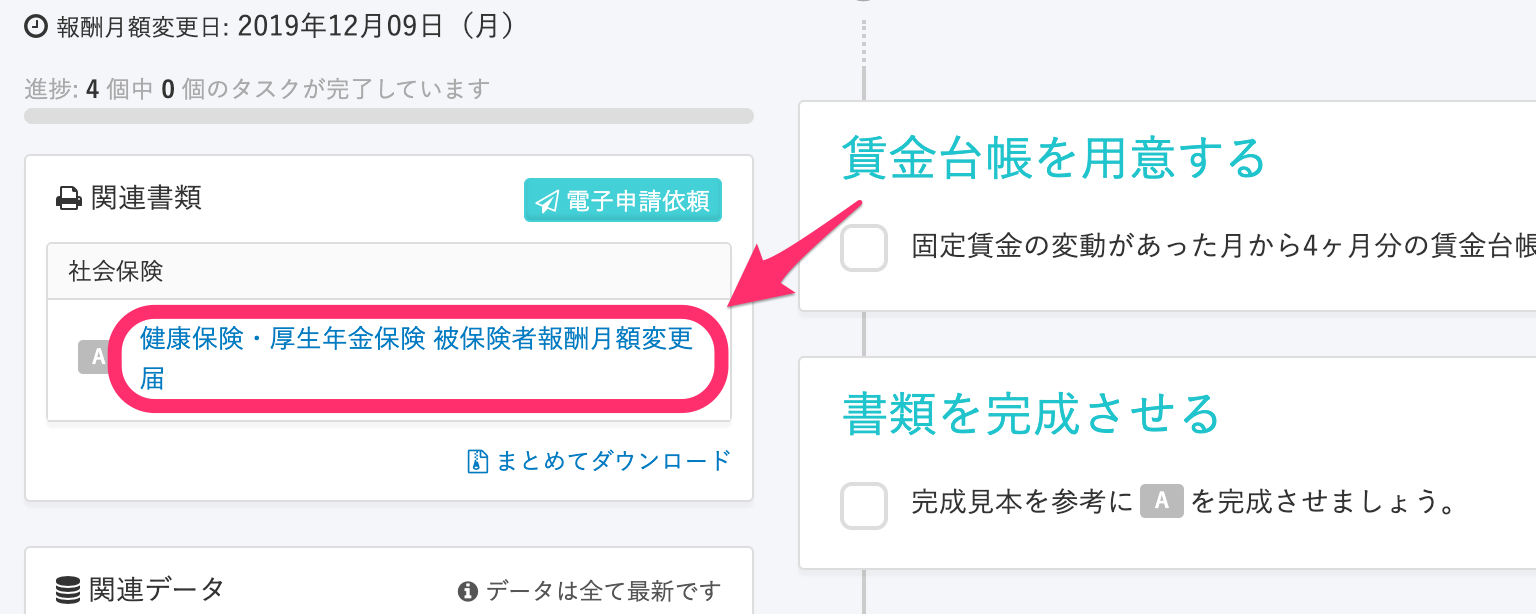 報酬月額変更日: 2019年12月09日（月）
進捗: 4 個中 0 個のタスクが完了しています
関連書類
電子申請依頼
社会保険
A
健康保険・厚生年金保険 被保険者報酬月額変更
届
まとめてダウンロード
関連データ
データは全て最新です
賃金台帳を用意する
固定賃金の変動があった月から4ヶ月分の賃金台帳
書類を完成させる
完成見本を参考に A を完成させましょう。